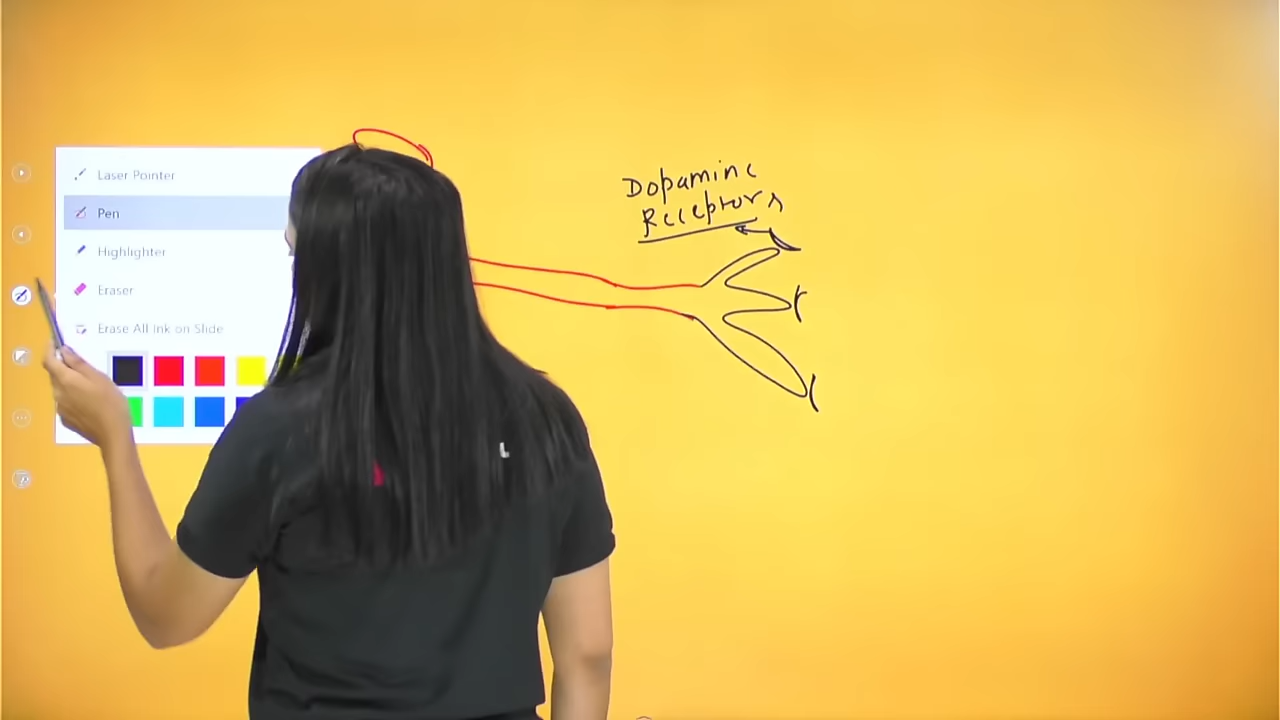 Laser Pointer
Pen
Highlighter
Eraser
Erase All Ink on Slide
Dopamine
Receptors
L